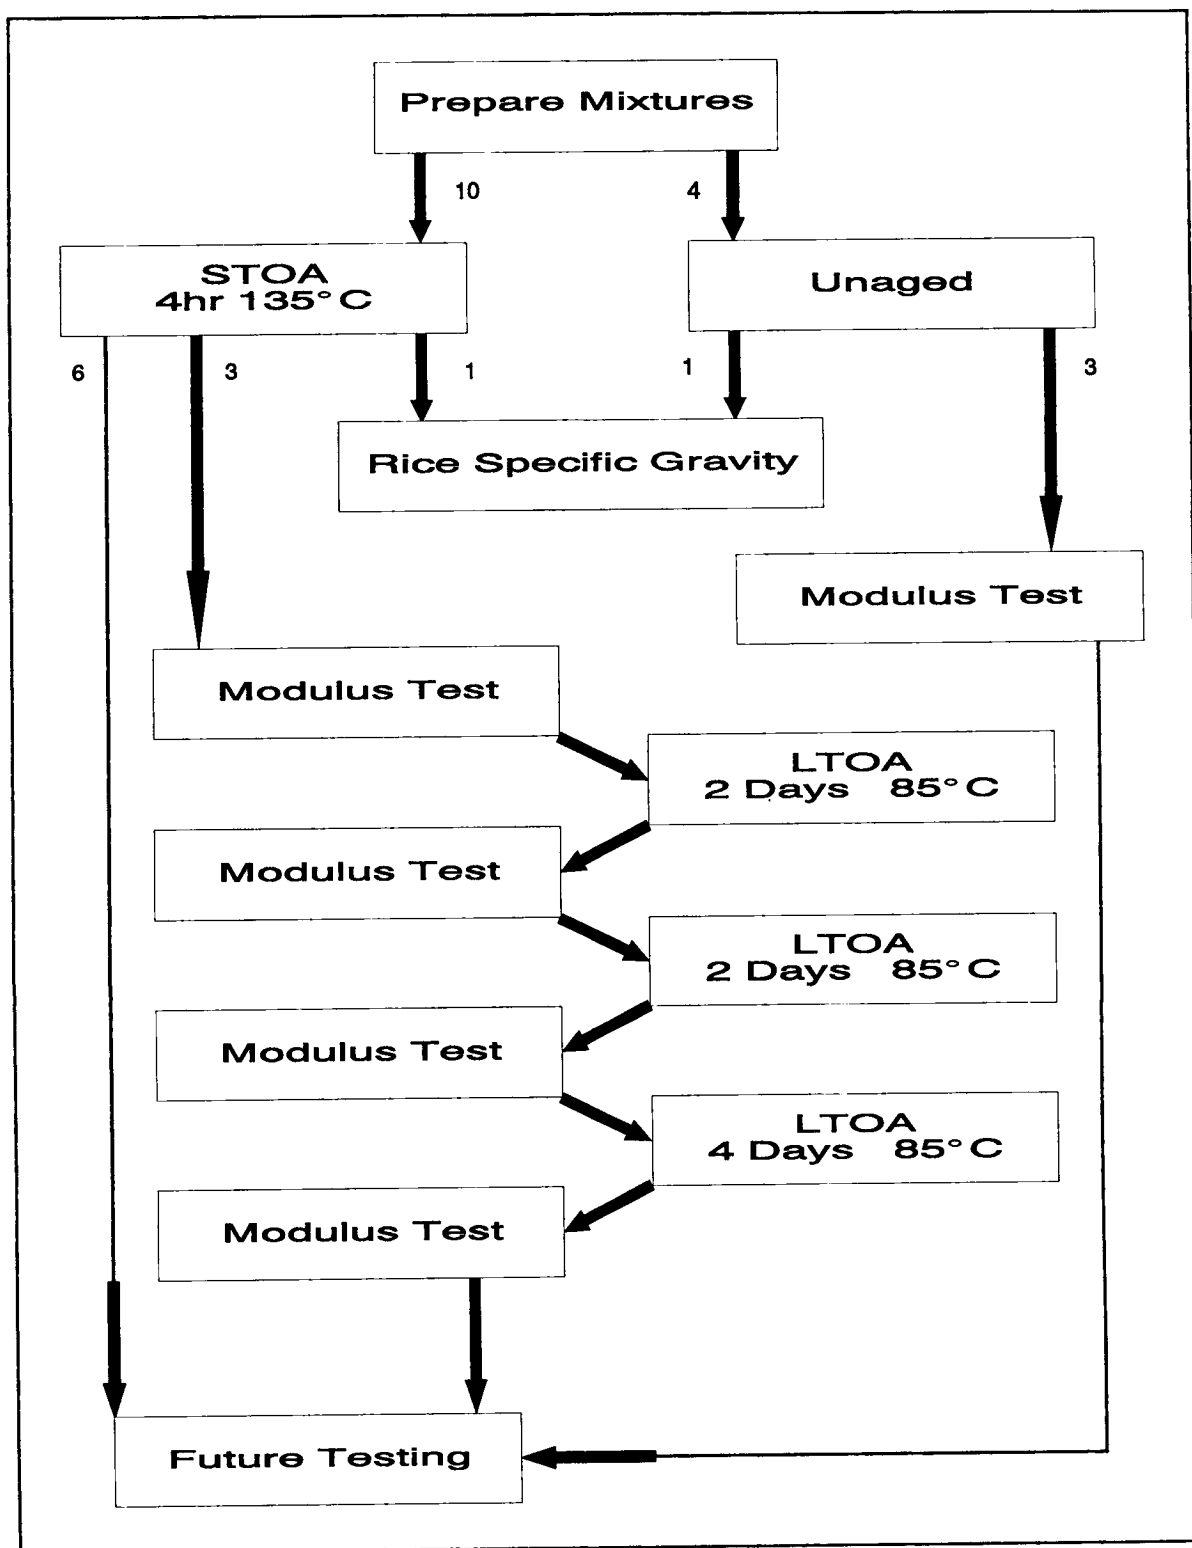 Prepare Mixtures
10
4
STOA
4hr 135°C
Unaged
6
3
1
1
3
Rice Specific Gravity
Modulus Test
Modulus Test
LTOA
2 Days 85°C
Modulus Test
LTOA
2 Days 85°C
Modulus Test
LTOA
4 Days 85°C
Modulus Test
Future Testing